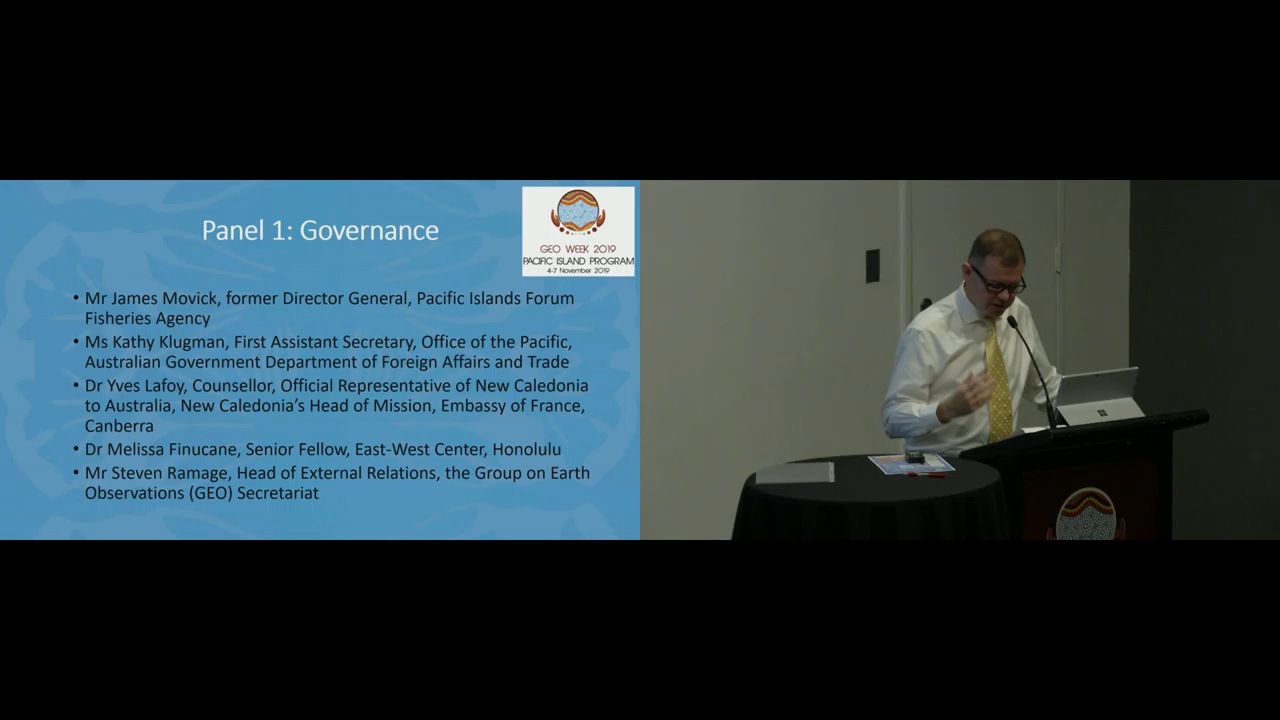 Panel 1: Governance
GEO WEEK 2019
PACIFIC ISLAND PROGRAM
4-7 November 2019
• Mr James Movick, former Director General, Pacific Islands Forum
Fisheries Agency
• Ms Kathy Klugman, First Assistant Secretary, Office of the Pacific,
Australian Government Department of Foreign Affairs and Trade
• Dr Yves Lafoy, Counsellor, Official Representative of New Caledonia
to Australia, New Caledonia’s Head of Mission, Embassy of France,
Canberra
• Dr Melissa Finucane, Senior Fellow, East-West Center, Honolulu
• Mr Steven Ramage, Head of External Relations, the Group on Earth
Observations (GEO) Secretariat